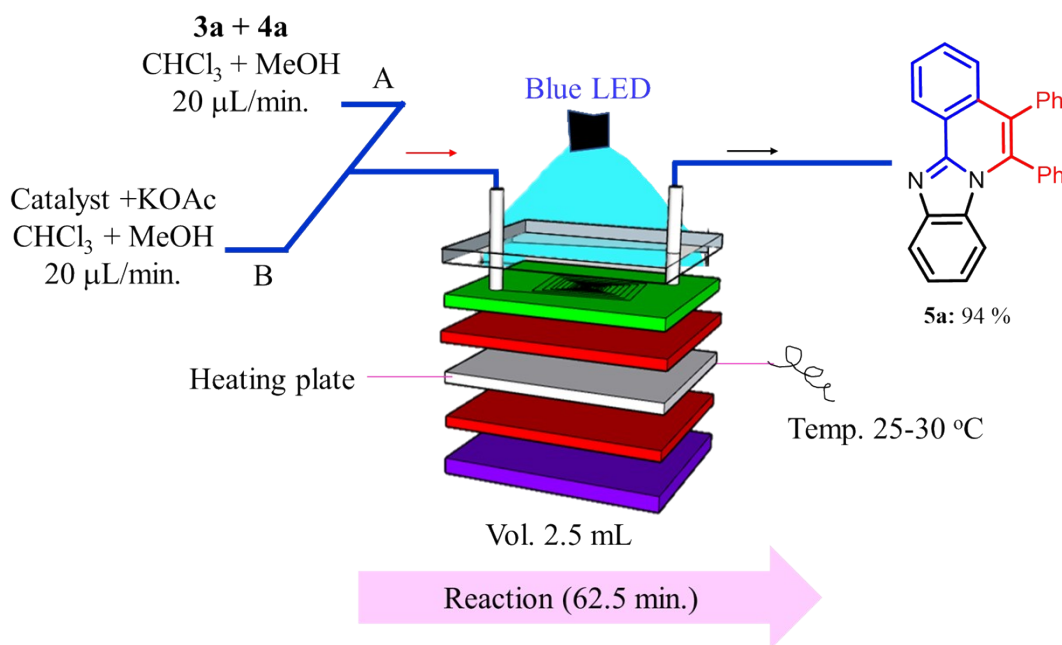 3a + 4a
CHCl₃ + MeOH
20 µL/min.
A
Catalyst +KOAc
CHCl₃ + MeOH
20 µL/min.
B
Blue LED
Ph
Ph
N
N
5a: 94 %
Heating plate
Temp. 25-30 °C
Vol. 2.5 mL
Reaction (62.5 min.)